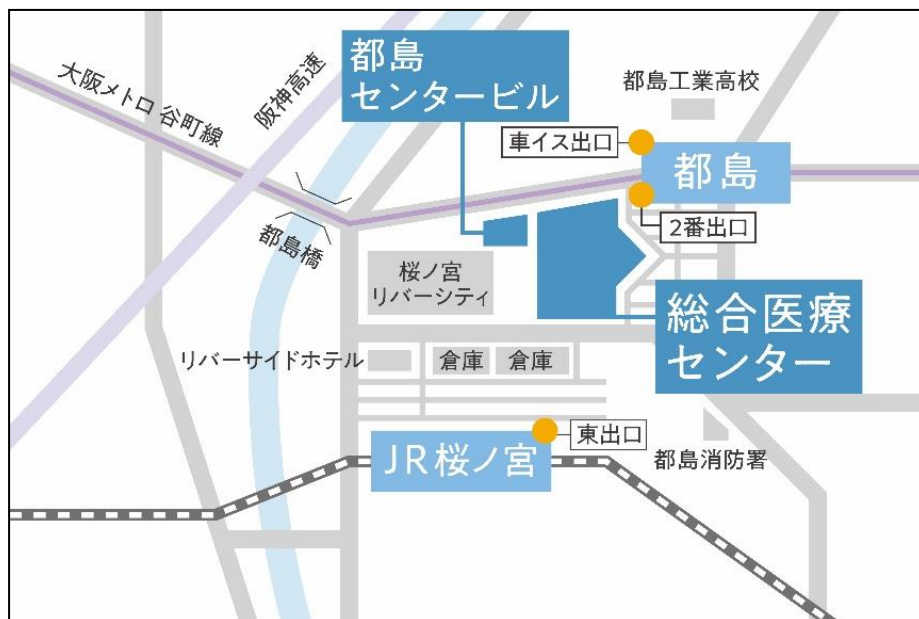 都島
センタービル
阪神高速
大阪メトロ 谷町線
都島工業高校
車イス出口
都島
2番出口
都島橋
桜ノ宮
リバーシティ
総合医療
センター
リバーサイドホテル
倉庫
倉庫
東出口
JR桜ノ宮
都島消防署